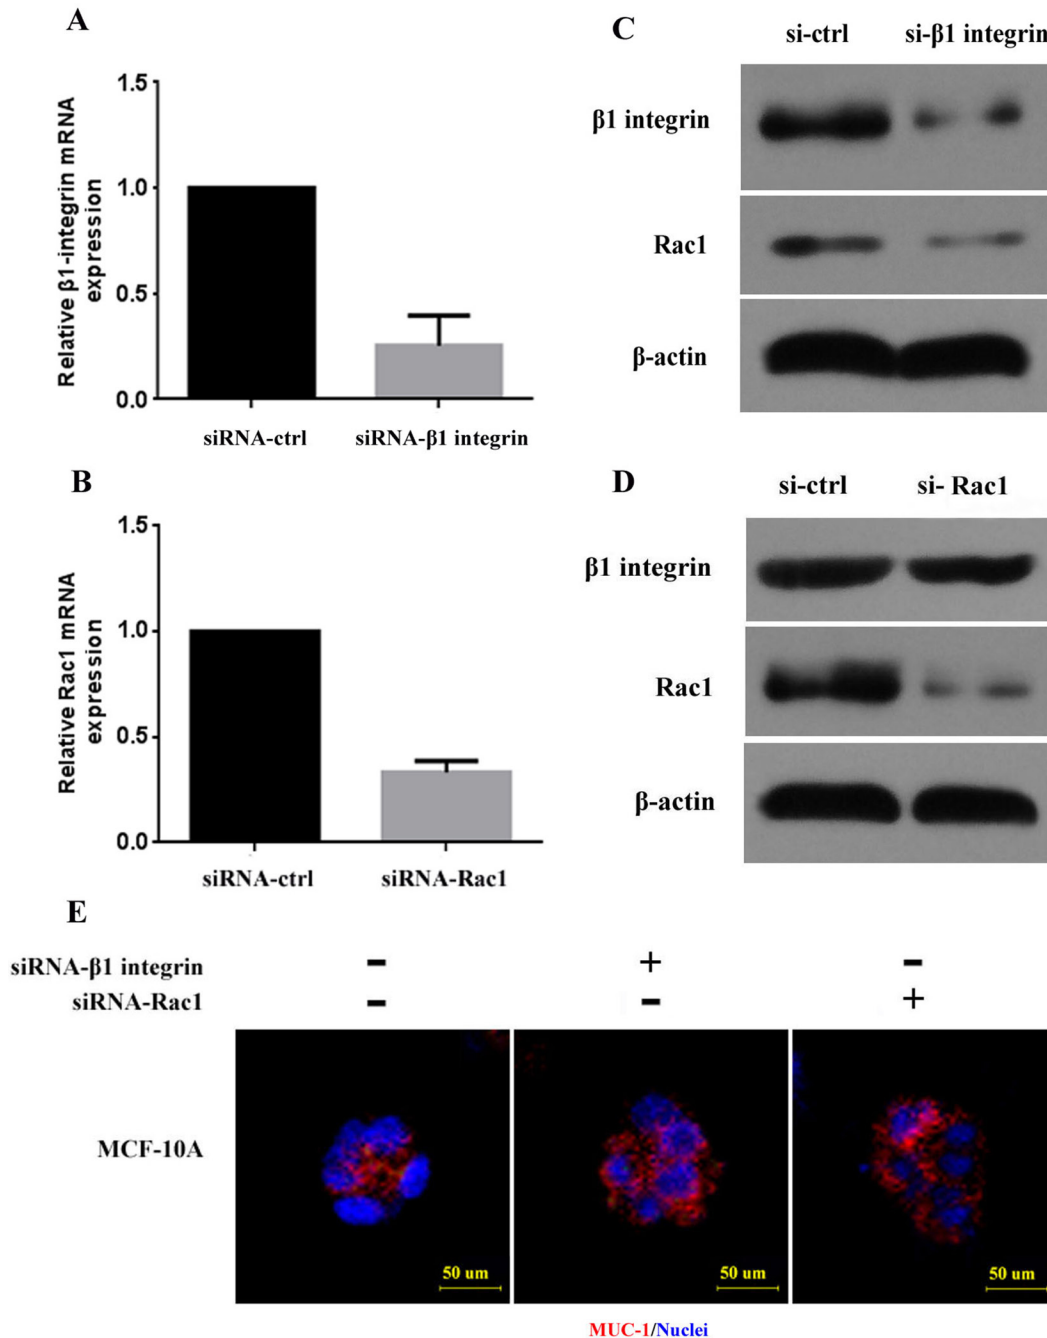 A
Relative β1-integrin mRNA
expression
1.5
1.0
0.5
0.0
siRNA-ctrl siRNA-β1 integrin
B
Relative Rac1 mRNA
expression
1.5
1.0
0.5
0.0
siRNA-ctrl siRNA-Rac1
C
si-ctrl si-β1 integrin
β1 integrin
Rac1
β-actin
D
si-ctrl si- Rac1
β1 integrin
Rac1
β-actin
E
siRNA-β1 integrin - + -
siRNA-Rac1 - - +
MCF-10A
50 um 50 um 50 um
MUC-1/Nuclei